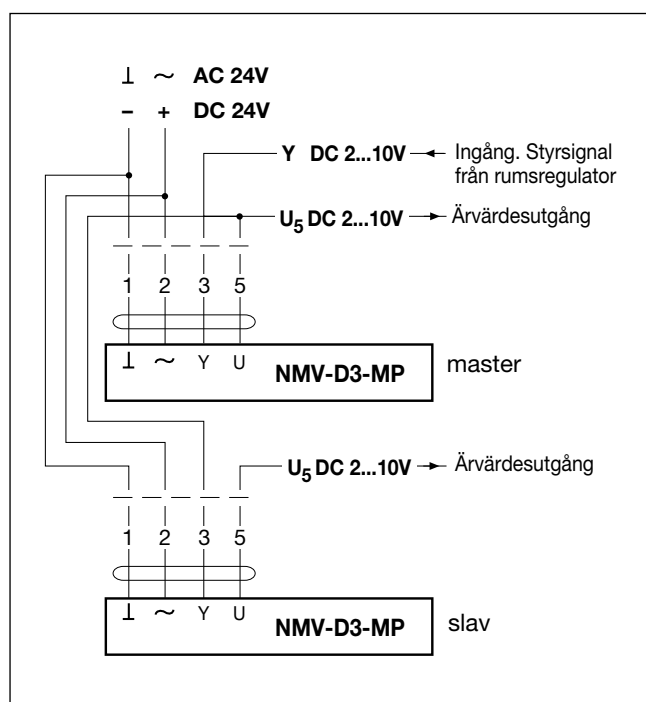 ⊥ ~ AC 24V
– + DC 24V
Y DC 2...10V Ingång. Styrsignal
från rumsregulator
U5 DC 2...10V Ärvärdesutgång
1 2 3 5
⊥ ~ Y U
NMV-D3-MP master
U5 DC 2...10V Ärvärdesutgång
1 2 3 5
⊥ ~ Y U
NMV-D3-MP slav